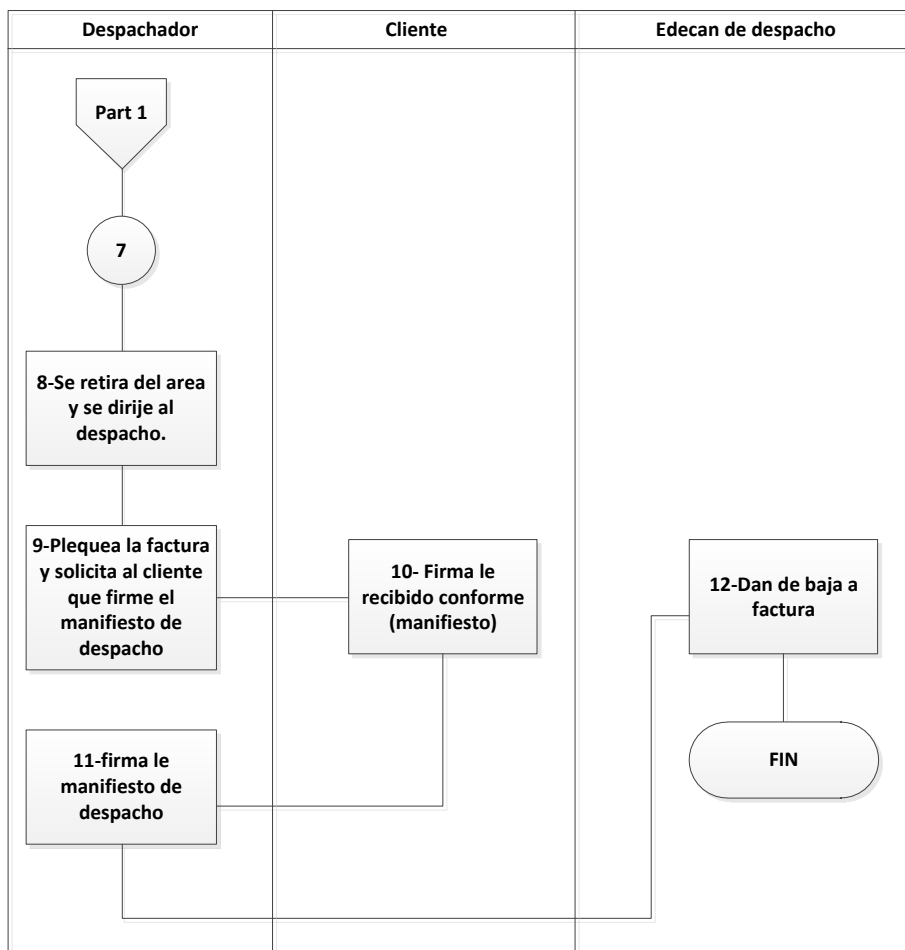 Despachador
Cliente
Edecan de despacho
Part 1
7
8-Se retira del area
y se dirije al
despacho.
9-Plequea la factura
y solicita al cliente
que firme el
manifiesto de
despacho
10- Firma le
recibido conforme
(manifiesto)
12-Dan de baja a
factura
11-firma le
manifiesto de
despacho
FIN